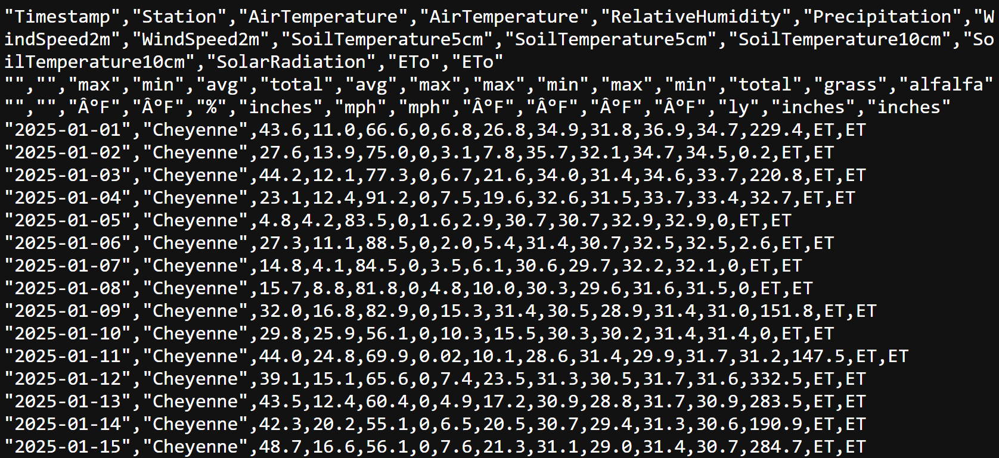 "Timestamp","Station","AirTemperature","AirTemperature","RelativeHumidity","Precipitation","W
indSpeed2m","WindSpeed2m","SoilTemperature5cm","SoilTemperature5cm","SoilTemperature10cm","So
ilTemperature10cm","SolarRadiation","ETo","ETo"
"","","max","min","avg","total","avg","max","max","min","max","min","total","grass","alfalfa"
"","","Â°F","Â°F","%","inches","mph","mph","Â°F","Â°F","Â°F","Â°F","ly","inches","inches"
"2025-01-01","Cheyenne",43.6,11.0,66.6,0,6.8,26.8,34.9,31.8,36.9,34.7,229.4,ET,ET
"2025-01-02","Cheyenne",27.6,13.9,75.0,0,3.1,7.8,35.7,32.1,34.7,34.5,0.2,ET,ET
"2025-01-03","Cheyenne",44.2,12.1,77.3,0,6.7,21.6,34.0,31.4,34.6,33.7,220.8,ET,ET
"2025-01-04","Cheyenne",23.1,12.4,91.2,0,7.5,19.6,32.6,31.5,33.7,33.4,32.7,ET,ET
"2025-01-05","Cheyenne",4.8,4.2,83.5,0,1.6,2.9,30.7,30.7,32.9,32.9,0,ET,ET
"2025-01-06","Cheyenne",27.3,11.1,88.5,0,2.0,5.4,31.4,30.7,32.5,32.5,2.6,ET,ET
"2025-01-07","Cheyenne",14.8,4.1,84.5,0,3.5,6.1,30.6,29.7,32.2,32.1,0,ET,ET
"2025-01-08","Cheyenne",15.7,8.8,81.8,0,4.8,10.0,30.3,29.6,31.6,31.5,0,ET,ET
"2025-01-09","Cheyenne",32.0,16.8,82.9,0,15.3,31.4,30.5,28.9,31.4,31.0,151.8,ET,ET
"2025-01-10","Cheyenne",29.8,25.9,56.1,0,10.3,15.5,30.3,30.2,31.4,31.4,0,ET,ET
"2025-01-11","Cheyenne",44.0,24.8,69.9,0.02,10.1,28.6,31.4,29.9,31.7,31.2,147.5,ET,ET
"2025-01-12","Cheyenne",39.1,15.1,65.6,0,7.4,23.5,31.3,30.5,31.7,31.6,332.5,ET,ET
"2025-01-13","Cheyenne",43.5,12.4,60.4,0,4.9,17.2,30.9,28.8,31.7,30.9,283.5,ET,ET
"2025-01-14","Cheyenne",42.3,20.2,55.1,0,6.5,20.5,30.7,29.4,31.3,30.6,190.9,ET,ET
"2025-01-15","Cheyenne",48.7,16.6,56.1,0,7.6,21.3,31.1,29.0,31.4,30.7,284.7,ET,ET